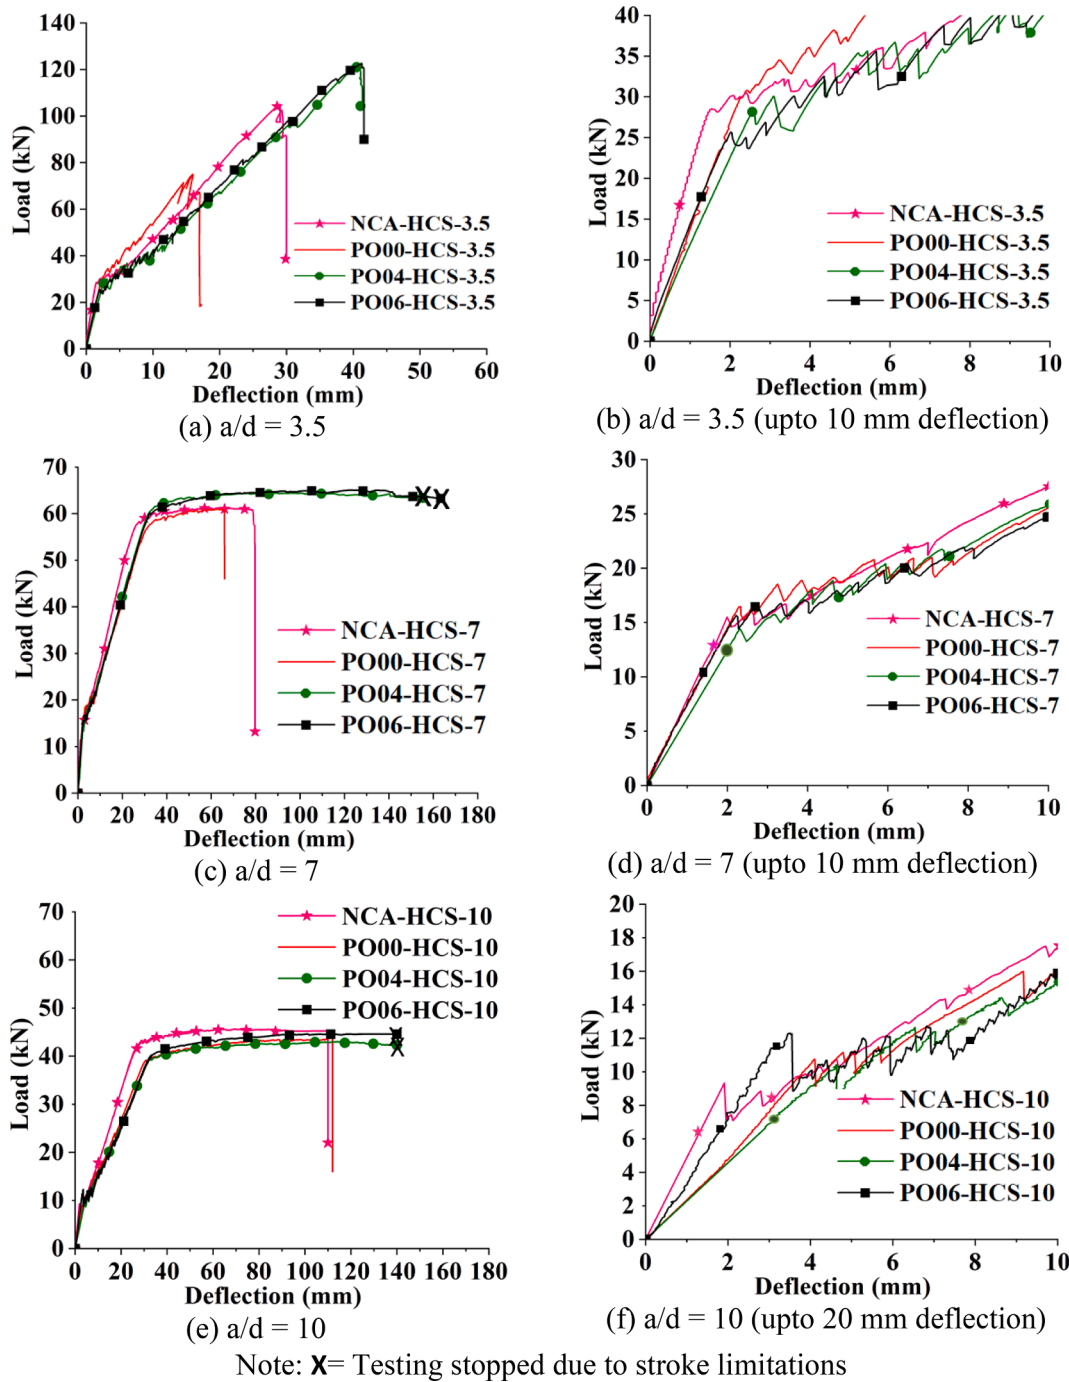 140
120
100
80
60
40
20
0
Load (kN)
NCA-HCS-3.5
PO00-HCS-3.5
PO04-HCS-3.5
PO06-HCS-3.5
0 10 20 30 40 50 60
Deflection (mm)
(a) a/d = 3.5
40
35
30
25
20
15
10
5
0
Load (kN)
NCA-HCS-3.5
PO00-HCS-3.5
PO04-HCS-3.5
PO06-HCS-3.5
0 2 4 6 8 10
Deflection (mm)
(b) a/d = 3.5 (upto 10 mm deflection)
70
60
50
40
30
20
10
0
Load (kN)
X X
NCA-HCS-7
PO00-HCS-7
PO04-HCS-7
PO06-HCS-7
0 20 40 60 80 100 120 140 160 180
Deflection (mm)
(c) a/d = 7
30
25
20
15
10
5
0
Load (kN)
NCA-HCS-7
PO00-HCS-7
PO04-HCS-7
PO06-HCS-7
0 2 4 6 8 10
Deflection (mm)
(d) a/d = 7 (upto 10 mm deflection)
70
60
50
40
30
20
10
0
Load (kN)
NCA-HCS-10
PO00-HCS-10
PO04-HCS-10
PO06-HCS-10
X
X
0 20 40 60 80 100 120 140 160 180
Deflection (mm)
(e) a/d = 10
20
18
16
14
12
10
8
6
4
2
0
Load (kN)
NCA-HCS-10
PO00-HCS-10
PO04-HCS-10
PO06-HCS-10
0 2 4 6 8 10
Deflection (mm)
(f) a/d = 10 (upto 20 mm deflection)
Note: X= Testing stopped due to stroke limitations